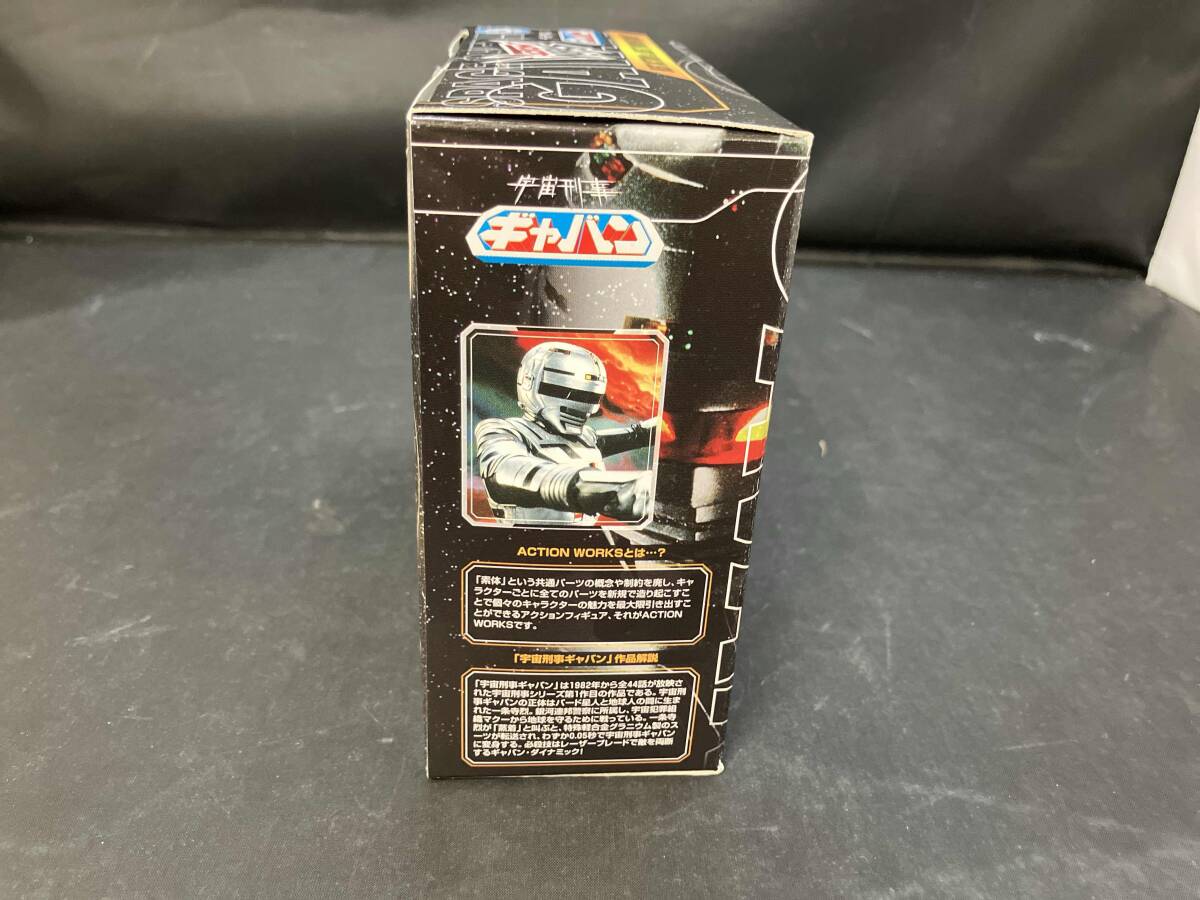 宇宙刑事
ギャバン
ACTION WORKSとは…?
「素体」という共通パーツの概念や制約を廃し、キャ
ラクターごとに全てのパーツを新規で造り起こすこ
とで個々のキャラクターの魅力を最大限引き出すこ
とができるアクションフィギュア、それがACTION
WORKSです。
「宇宙刑事ギャバン」作品解説
「宇宙刑事ギャバン」は1982年から全44話が放映さ
れた宇宙刑事シリーズ第1作目の作品である。宇宙刑
事ギャバンの正体はバード星人と地球人の間に生ま
れた一条寺烈。銀河連邦警察に所属し、宇宙犯罪組
織マクーから地球を守るために戦っている。一条寺
烈が「蒸着」と叫ぶと、特殊軽合金グラニウム製のス
ーツが転送され、わずか0.05秒で宇宙刑事ギャバン
に変身する。必殺技はレーザーブレードで敵を両断
するギャバン・ダイナミック!